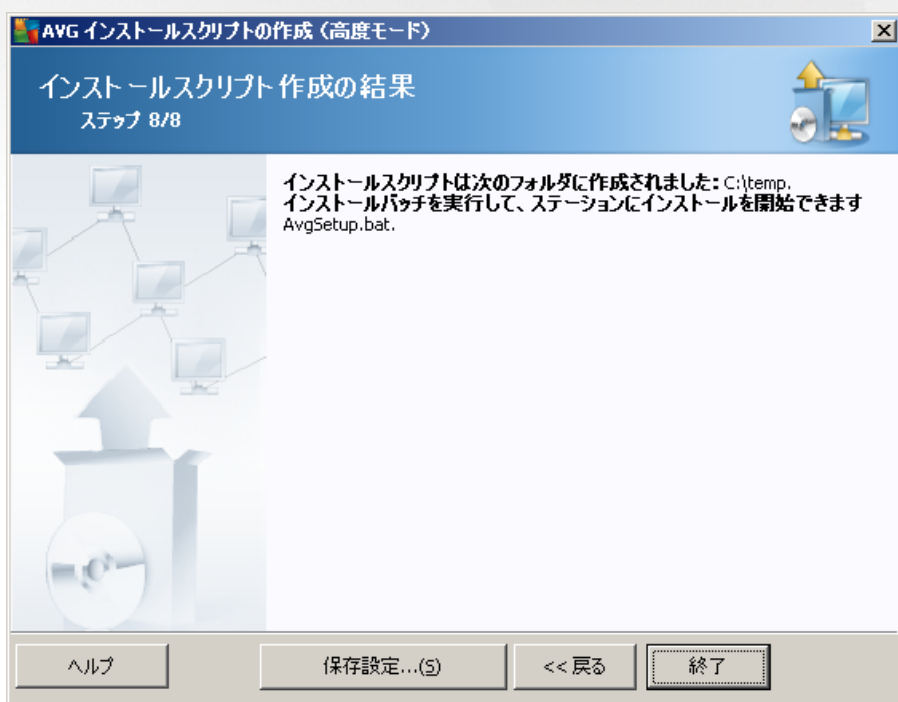 AVG インストールスクリプトの作成 (高度モード)
インストールスクリプト作成の結果
ステップ 8/8
インストールスクリプトは次のフォルダに作成されました: C:\temp.
インストールバッチを実行して、ステーションにインストールを開始できます
AvgSetup.bat.
ヘルプ
保存設定...(S)
<< 戻る
終了